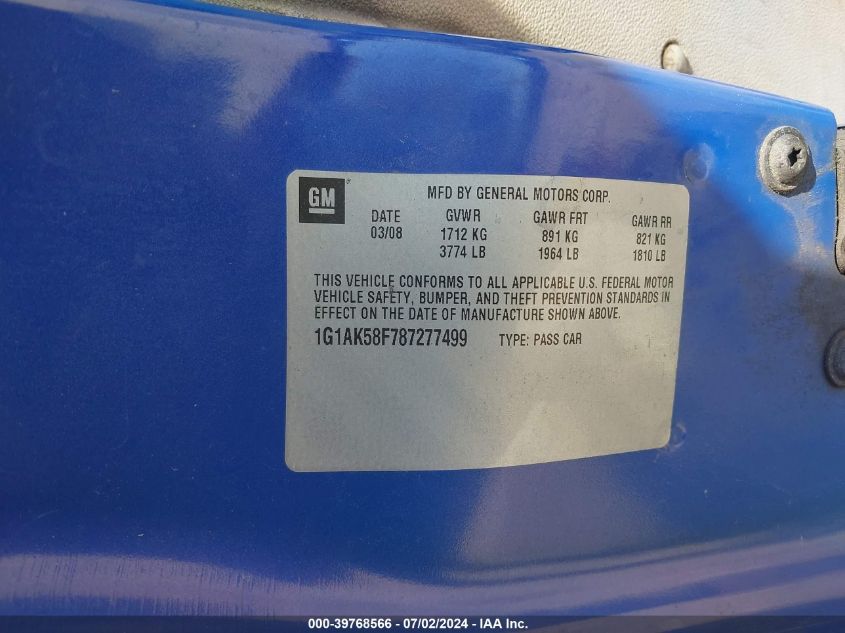 GM
MFD BY GENERAL MOTORS CORP.
DATE GVWR GAWR FRT GAWR RR
03/08 1712 KG 891 KG 821 KG
3774 LB 1964 LB 1810 LB
THIS VEHICLE CONFORMS TO ALL APPLICABLE U.S. FEDERAL MOTOR
VEHICLE SAFETY, BUMPER, AND THEFT PREVENTION STANDARDS IN
EFFECT ON THE DATE OF MANUFACTURE SHOWN ABOVE.
1G1AK58F787277499 TYPE: PASS CAR
000-39768566 / 07/02/2024 / IAA Inc.